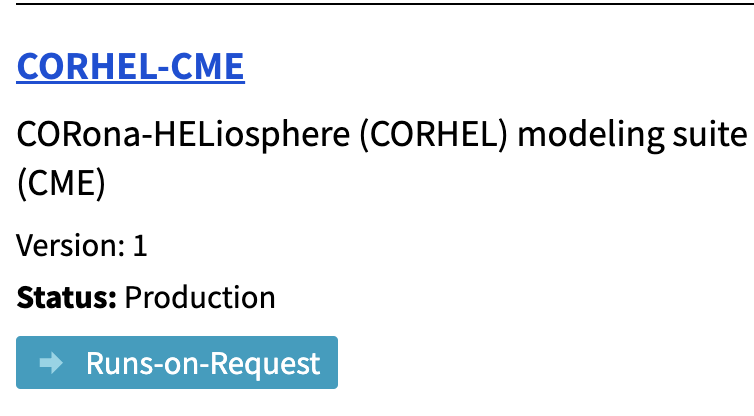 CORHEL-CME
CORona-HELiosphere (CORHEL) modeling suite
(CME)
Version: 1
Status: Production
Runs-on-Request